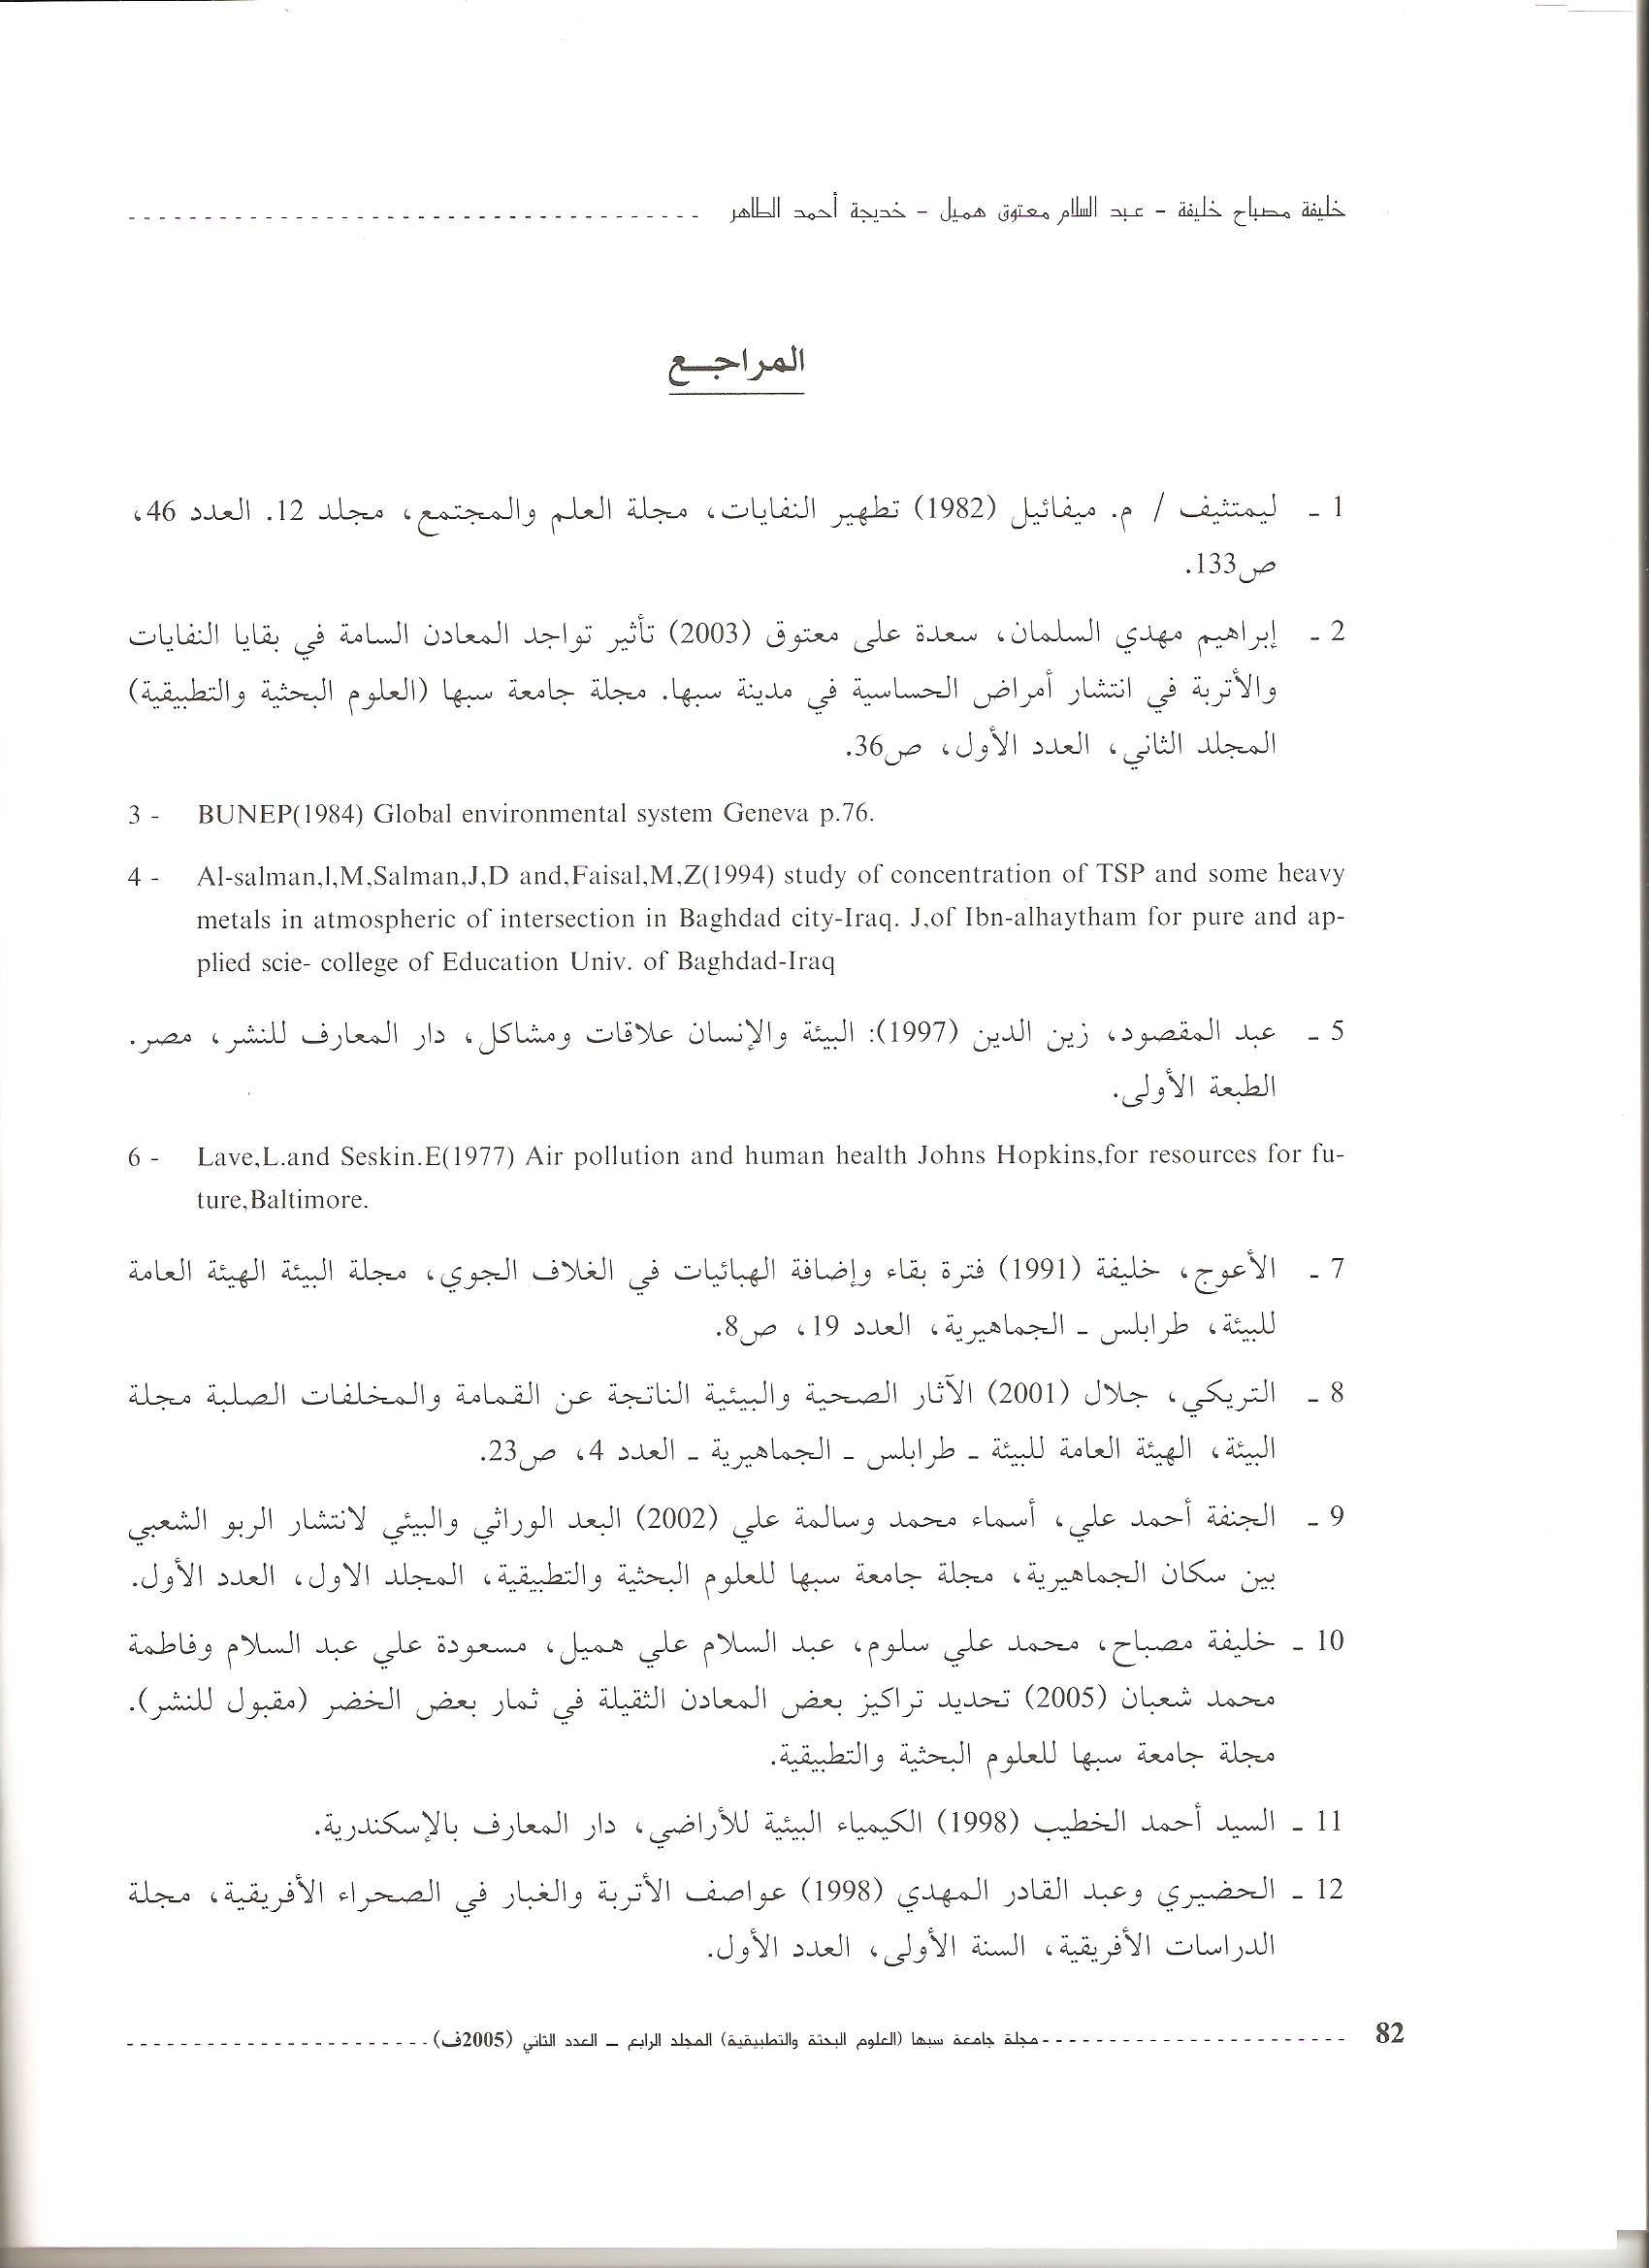 خليفة مصباح خليفة - عبد السلام معتوق هميل - خديجة أحمد الطاهر
المراجـــع
1 ـ ليمتثيف / م. ميفائيل (1982) تطهير النفايات، مجلة العلم والمجتمع، مجلد 12. العدد 46،
ص133.
2 ـ إبراهيم مهدي السلمان، سعدة على معتوق (2003) تأثير تواجد المعادن السامة في بقايا النفايات
والأتربة في انتشار أمراض الحساسية في مدينة سبها. مجلة جامعة سبها (العلوم البحثية والتطبيقية)
المجلد الثاني، العدد الأول، ص36.
3 - BUNEP(1984) Global environmental system Geneva p.76.
4 - Al-salman,l,M,Salman,J,D and,Faisal,M,Z(1994) study of concentration of TSP and some heavy
metals in atmospheric of intersection in Baghdad city-Iraq. J,of Ibn-alhaytham for pure and ap-
plied scie- college of Education Univ. of Baghdad-Iraq
5 ـ عبد المقصود، زين الدين (1997): البيئة والإنسان علاقات ومشاكل، دار المعارف للنشر، مصر.
الطبعة الأولى.
6 - Lave,L.and Seskin.E(1977) Air pollution and human health Johns Hopkins,for resources for fu-
ture,Baltimore.
7 ـ الأعوج، خليفة (1991) فترة بقاء وإضافة الهبائيات في الغلاف الجوي، مجلة البيئة الهيئة العامة
للبيئة، طرابلس ـ الجماهيرية، العدد 19، ص8.
8 ـ التريكي، جلال (2001) الآثار الصحية والبيئية الناتجة عن القمامة والمخلفات الصلبة مجلة
البيئة، الهيئة العامة للبيئة ـ طرابلس ـ الجماهيرية ـ العدد 4، ص23.
9 ـ الجنفة أحمد علي، أسماء محمد وسالمة علي (2002) البعد الوراثي والبيئي لانتشار الربو الشعبي
بين سكان الجماهيرية، مجلة جامعة سبها للعلوم البحثية والتطبيقية، المجلد الاول، العدد الأول.
10 ـ خليفة مصباح، محمد علي سلوم، عبد السلام علي هميل، مسعودة علي عبد السلام وفاطمة
محمد شعبان (2005) تحديد تراكيز بعض المعادن الثقيلة في ثمار بعض الخضر (مقبول للنشر).
مجلة جامعة سبها للعلوم البحثية والتطبيقية.
11 ـ السيد أحمد الخطيب (1998) الكيمياء البيئية للأراضي، دار المعارف بالإسكندرية.
12 ـ الحضيري وعبد القادر المهدي (1998) عواصف الأتربة والغبار في الصحراء الأفريقية، مجلة
الدراسات الأفريقية، السنة الأولى، العدد الأول.
82 مجلة جامعة سبها (العلوم البحثة والتطبيقية) المجلد الرابع ـ العدد الثاني (2005ف)